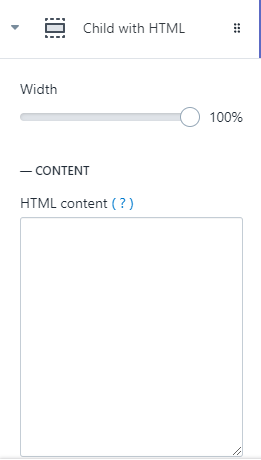 Child with HTML
Width
100%
— CONTENT
HTML content ( ? )